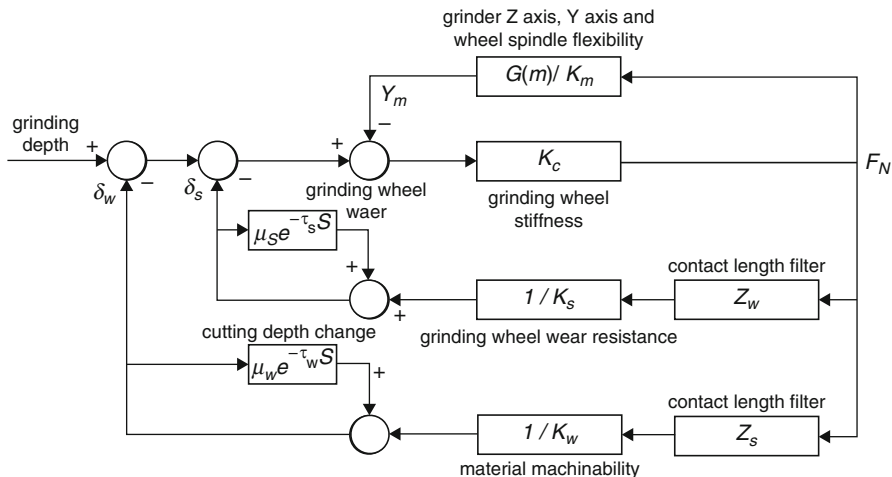 grinder Z axis, Y axis and
wheel spindle flexibility
G(m)/ K_m
Y_m
−
grinding
depth
+
−
δ_w
−
δ_s
+
K_c
F_N
grinding wheel
waer
grinding wheel
stiffness
μ_S e^{−τ_s S}
+
+
1 / K_s
contact length filter
Z_w
cutting depth change
grinding wheel wear resistance
μ_w e^{−τ_w S}
+
1 / K_w
contact length filter
Z_s
material machinability